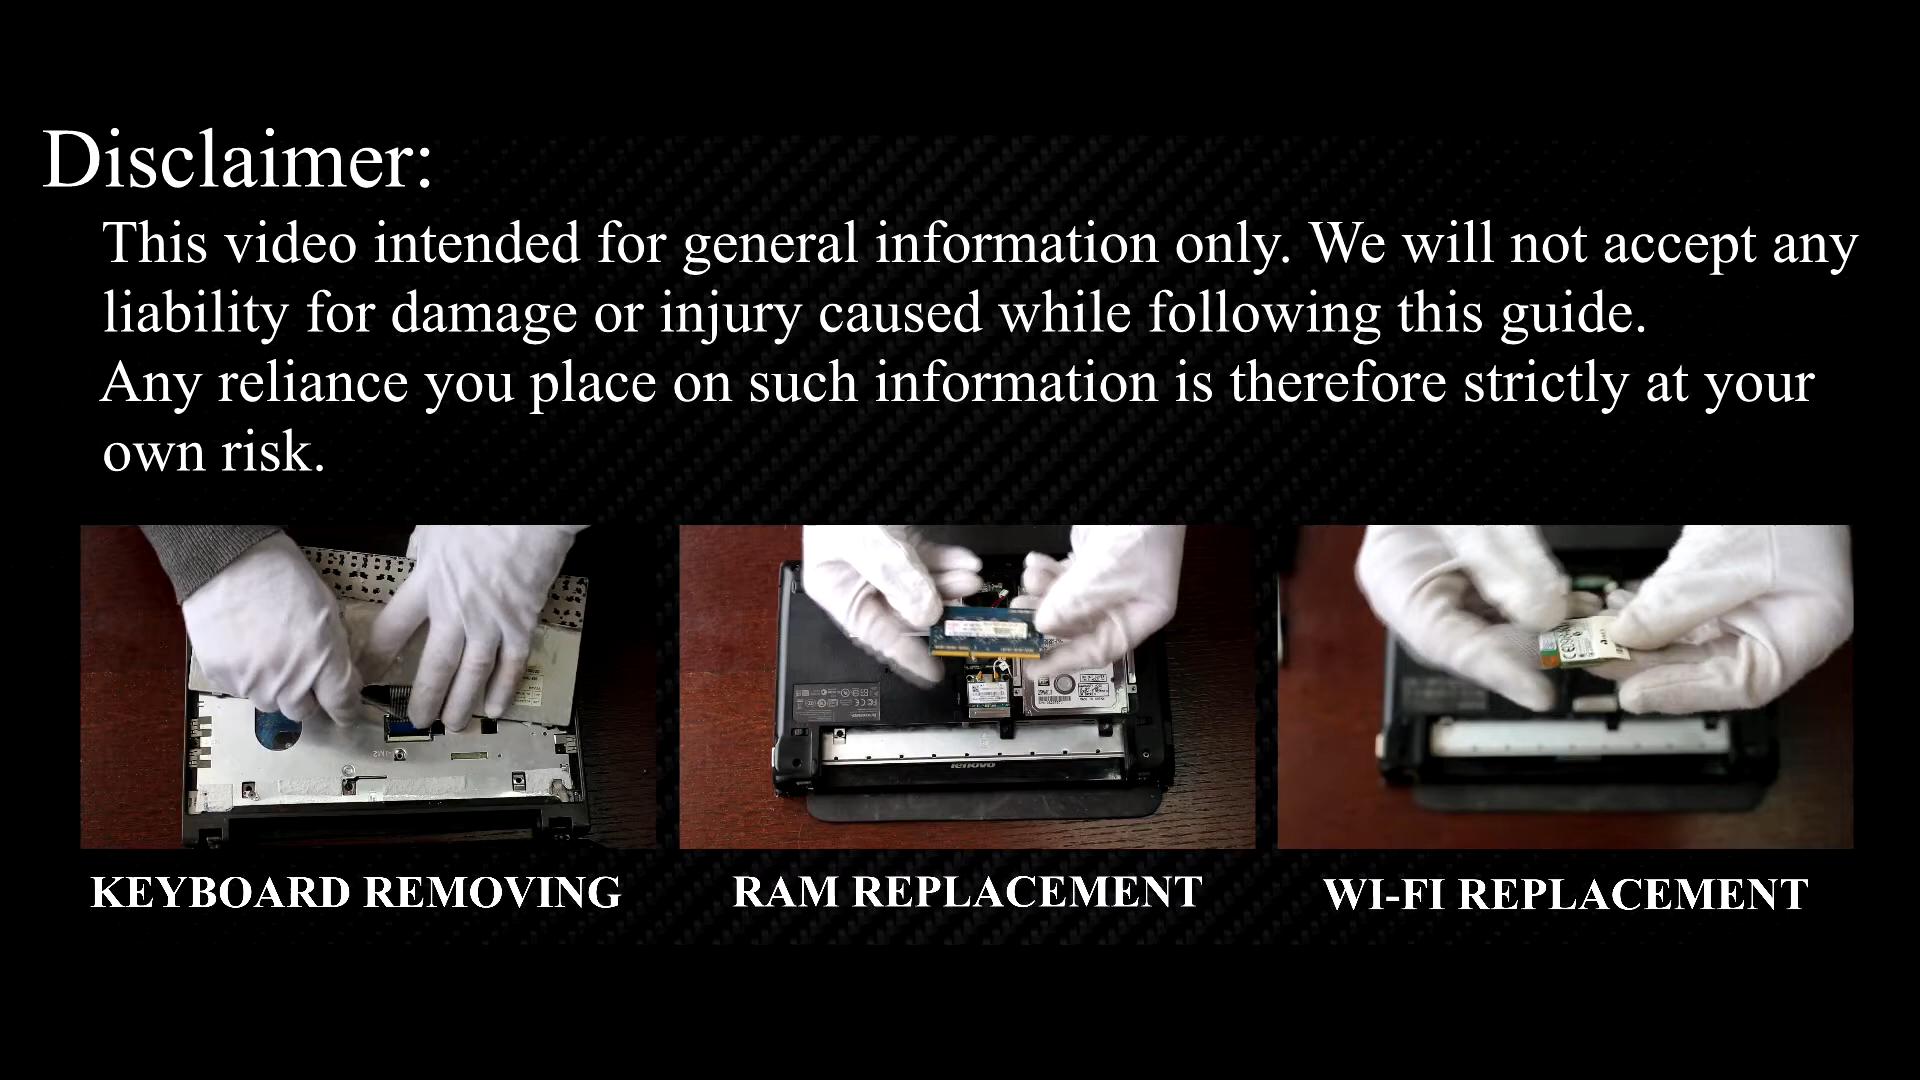 Disclaimer:
This video intended for general information only. We will not accept any
liability for damage or injury caused while following this guide.
Any reliance you place on such information is therefore strictly at your
own risk.
lenovo
KEYBOARD REMOVING
RAM REPLACEMENT
WI-FI REPLACEMENT